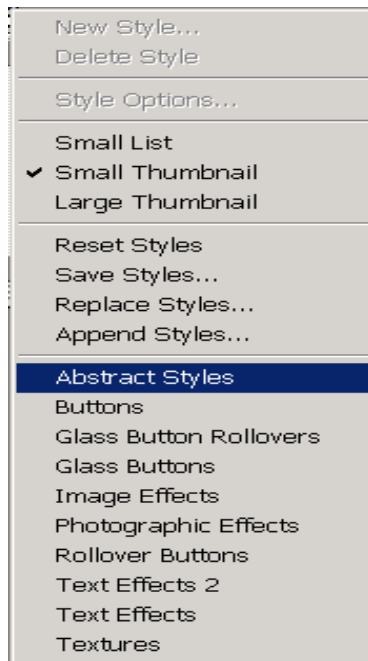 New Style...
Delete Style
Style Options...
Small List
Small Thumbnail
Large Thumbnail
Reset Styles
Save Styles...
Replace Styles...
Append Styles...
Abstract Styles
Buttons
Glass Button Rollovers
Glass Buttons
Image Effects
Photographic Effects
Rollover Buttons
Text Effects 2
Text Effects
Textures